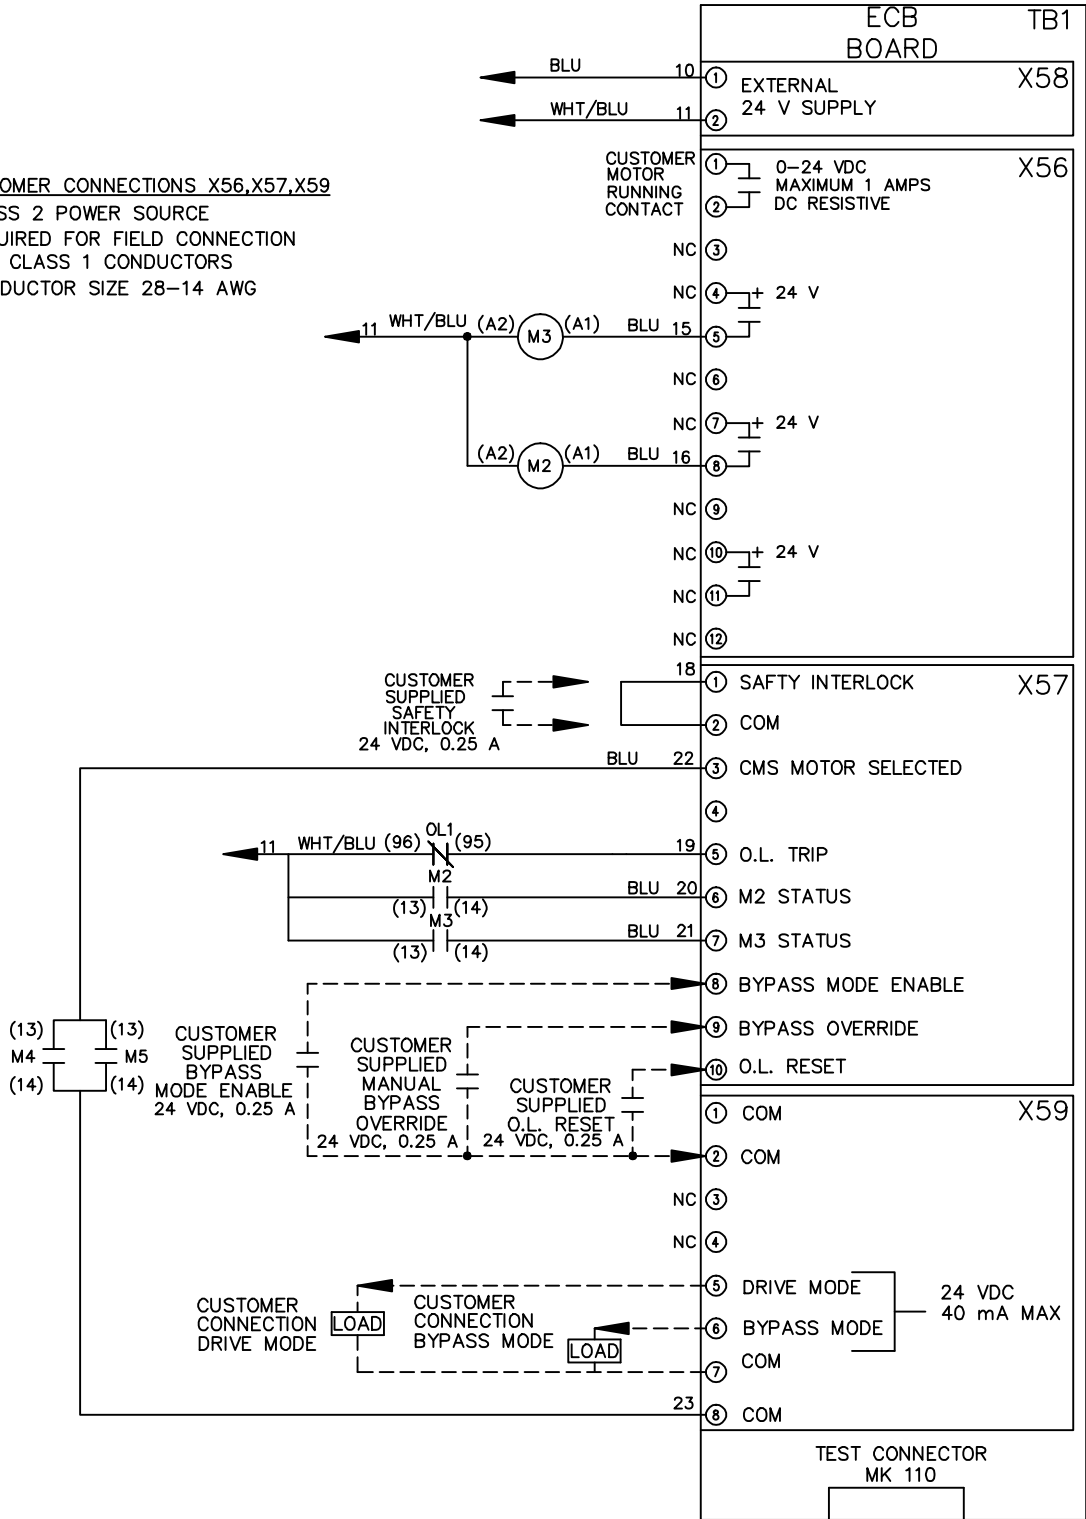 ECB TB1
BOARD
BLU 10 1 EXTERNAL X58
24 V SUPPLY
WHT/BLU 11 2
CUSTOMER
MOTOR
RUNNING
CONTACT
1 0-24 VDC X56
MAXIMUM 1 AMPS
2 DC RESISTIVE
OMER CONNECTIONS X56,X57,X59
SS 2 POWER SOURCE
UIRED FOR FIELD CONNECTION
CLASS 1 CONDUCTORS
DUCTOR SIZE 28-14 AWG
NC 3
NC 4 + 24 V
11 WHT/BLU (A2) M3 (A1) BLU 15 5
NC 6
NC 7 + 24 V
(A2) M2 (A1) BLU 16 8
NC 9
NC 10 + 24 V
NC 11
NC 12
CUSTOMER
SUPPLIED
SAFETY
INTERLOCK
24 VDC, 0.25 A
18 1 SAFTY INTERLOCK X57
2 COM
BLU 22 3 CMS MOTOR SELECTED
4
11 WHT/BLU (96) OL1 (95) 19 5 O.L. TRIP
M2
(13) (14) BLU 20 6 M2 STATUS
M3
(13) (14) BLU 21 7 M3 STATUS
8 BYPASS MODE ENABLE
9 BYPASS OVERRIDE
10 O.L. RESET
(13) (13)
M4 M5
(14) (14)
CUSTOMER
SUPPLIED
BYPASS
MODE ENABLE
24 VDC, 0.25 A
CUSTOMER
SUPPLIED
MANUAL
BYPASS
OVERRIDE
24 VDC, 0.25 A
CUSTOMER
SUPPLIED
O.L. RESET
24 VDC, 0.25 A
1 COM X59
2 COM
NC 3
NC 4
5 DRIVE MODE
6 BYPASS MODE
24 VDC
40 mA MAX
7 COM
CUSTOMER
CONNECTION
DRIVE MODE
LOAD
CUSTOMER
CONNECTION
BYPASS MODE
LOAD
23 8 COM
TEST CONNECTOR
MK 110